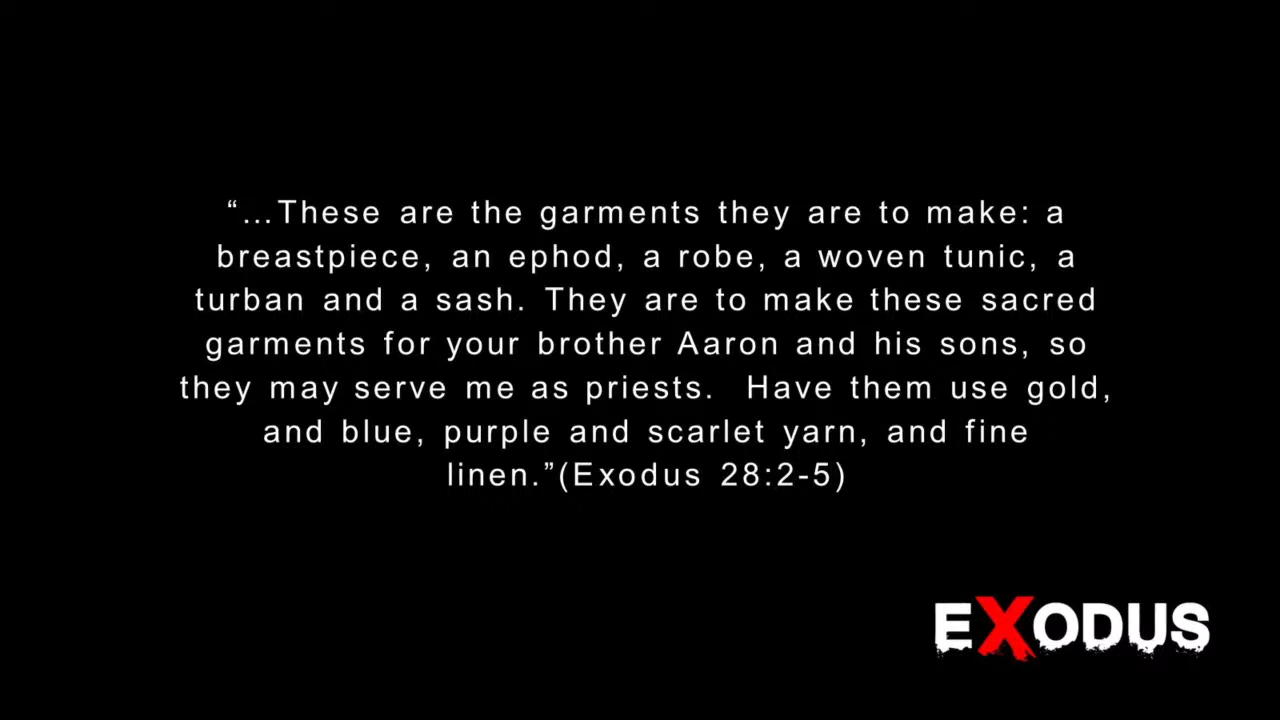 “…These are the garments they are to make: a
breastpiece, an ephod, a robe, a woven tunic, a
turban and a sash. They are to make these sacred
garments for your brother Aaron and his sons, so
they may serve me as priests.  Have them use gold,
and blue, purple and scarlet yarn, and fine
linen.”(Exodus 28:2-5)
EXODUS